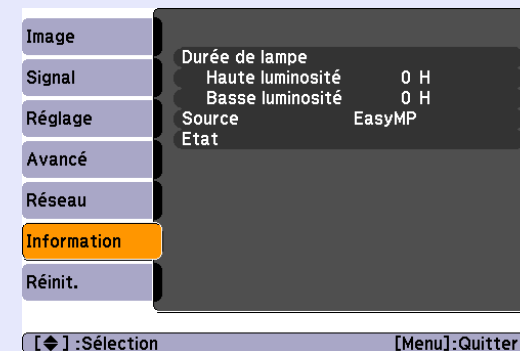 Image
Signal
Réglage
Avancé
Réseau
Information
Réinit.
Durée de lampe
Haute luminosité 0 H
Basse luminosité 0 H
Source EasyMP
Etat
[◆] :Sélection [Menu]:Quitter